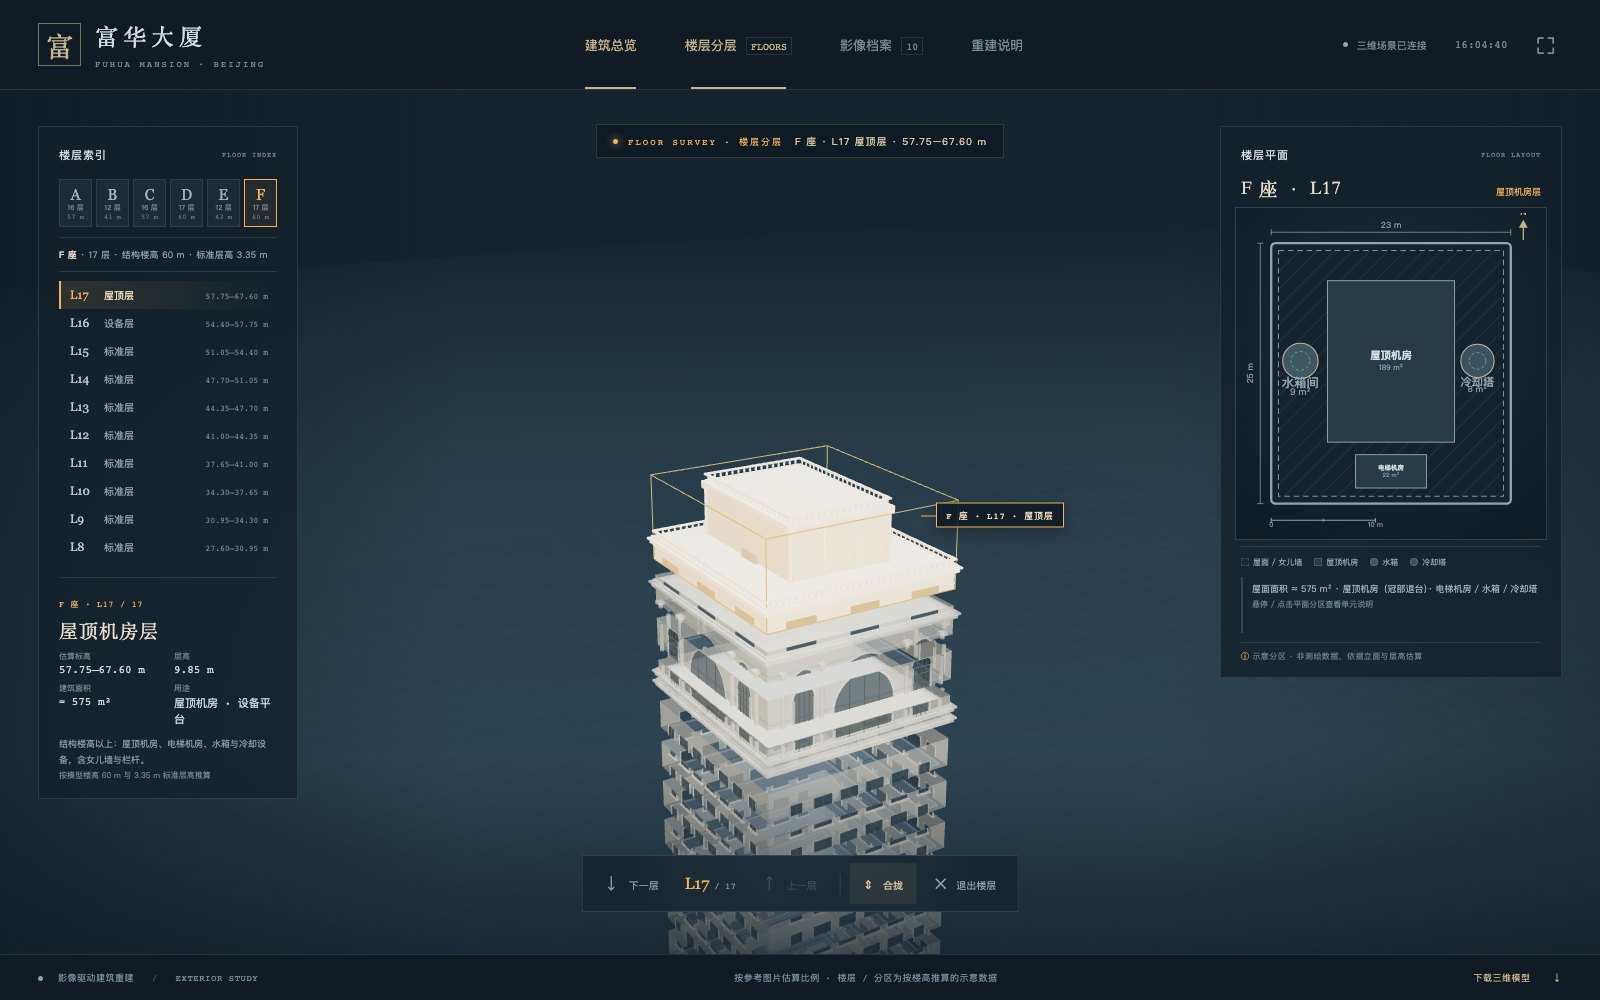 富
富华大厦
FUHUA MANSION · BEIJING
建筑总览
楼层分层 FLOORS
影像档案 10
重建说明
三维场景已连接
16:04:40
楼层索引
FLOOR INDEX
A
16 层
57 m
B
12 层
41 m
C
16 层
57 m
D
17 层
60 m
E
12 层
43 m
F
17 层
60 m
F 座 · 17 层 · 结构楼高 60 m · 标准层高 3.35 m
L17 屋顶层 57.75—67.60 m
L16 设备层 54.40—57.75 m
L15 标准层 51.05—54.40 m
L14 标准层 47.70—51.05 m
L13 标准层 44.35—47.70 m
L12 标准层 41.00—44.35 m
L11 标准层 37.65—41.00 m
L10 标准层 34.30—37.65 m
L9 标准层 30.95—34.30 m
L8 标准层 27.60—30.95 m
F 座 · L17 / 17
屋顶机房层
估算标高
57.75—67.60 m
层高
9.85 m
建筑面积
≈ 575 m²
用途
屋顶机房 · 设备平台
结构楼高以上：屋顶机房、电梯机房、水箱与冷却设备，含女儿墙与栏杆。
按模型楼高 60 m 与 3.35 m 标准层高推算
FLOOR SURVEY · 楼层分层 F 座 · L17 屋顶层 · 57.75—67.60 m
F 座 · L17 · 屋顶层
下一层
L17 / 17
上一层
合拢
退出楼层
楼层平面
FLOOR LAYOUT
F 座 · L17
屋顶机房层
23 m
25 m
屋顶机房
189 m²
水箱间
9 m²
冷却塔
8 m²
电梯机房
22 m²
0
10 m
屋面 / 女儿墙
屋顶机房
水箱
冷却塔
屋面面积 ≈ 575 m² · 屋顶机房（冠部退台）· 电梯机房 / 水箱 / 冷却塔
悬停 / 点击平面分区查看单元说明
示意分区 · 非测绘数据，依据立面与层高估算
影像驱动建筑重建 / EXTERIOR STUDY
按参考图片估算比例 · 楼层 / 分区为按楼高推算的示意数据
下载三维模型 ↓